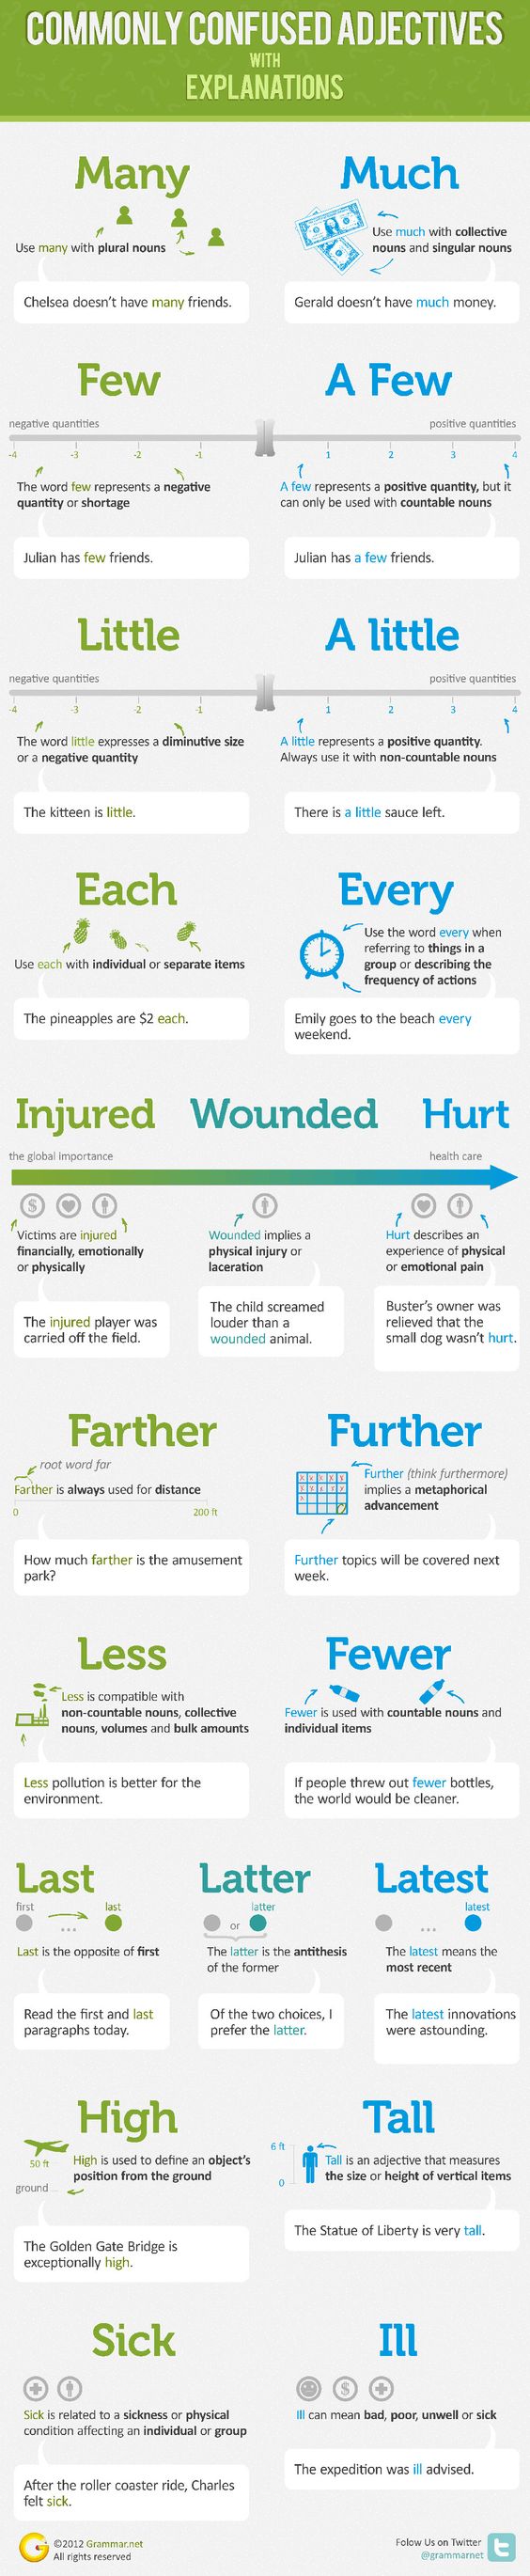 COMMONLY CONFUSED ADJECTIVES
WITH
EXPLANATIONS
Many
Use many with plural nouns
Chelsea doesn't have many friends.
Much
Use much with collective
nouns and singular nouns
Gerald doesn't have much money.
Few
negative quantities
-4 -3 -2 -1
The word few represents a negative
quantity or shortage
Julian has few friends.
A Few
positive quantities
1 2 3 4
A few represents a positive quantity, but it
can only be used with countable nouns
Julian has a few friends.
Little
negative quantities
-4 -3 -2 -1
The word little expresses a diminutive size
or a negative quantity
The kitteen is little.
A little
positive quantities
1 2 3 4
A little represents a positive quantity.
Always use it with non-countable nouns
There is a little sauce left.
Each
Use each with individual or separate items
The pineapples are $2 each.
Every
Use the word every when
referring to things in a
group or describing the
frequency of actions
Emily goes to the beach every
weekend.
Injured
Wounded
Hurt
the global importance
health care
$
Victims are injured
financially, emotionally
or physically
The injured player was
carried off the field.
Wounded implies a
physical injury or
laceration
The child screamed
louder than a
wounded animal.
Hurt describes an
experience of physical
or emotional pain
Buster's owner was
relieved that the
small dog wasn't hurt.
Farther
root word far
Farther is always used for distance
0 200 ft
How much farther is the amusement
park?
Further
Further (think furthermore)
implies a metaphorical
advancement
Further topics will be covered next
week.
Less
Less is compatible with
non-countable nouns, collective
nouns, volumes and bulk amounts
Less pollution is better for the
environment.
Fewer
Fewer is used with countable nouns and
individual items
If people threw out fewer bottles,
the world would be cleaner.
Last
first last
...
Last is the opposite of first
Read the first and last
paragraphs today.
Latter
latter
or
The latter is the antithesis
of the former
Of the two choices, I
prefer the latter.
Latest
latest
...
The latest means the
most recent
The latest innovations
were astounding.
High
50 ft
ground
High is used to define an object's
position from the ground
The Golden Gate Bridge is
exceptionally high.
Tall
6 ft
0
Tall is an adjective that measures
the size or height of vertical items
The Statue of Liberty is very tall.
Sick
Sick is related to a sickness or physical
condition affecting an individual or group
After the roller coaster ride, Charles
felt sick.
Ill
$
Ill can mean bad, poor, unwell or sick
The expedition was ill advised.
©2012 Grammar.net
All rights reserved
Folow Us on Twitter
@grammarnet